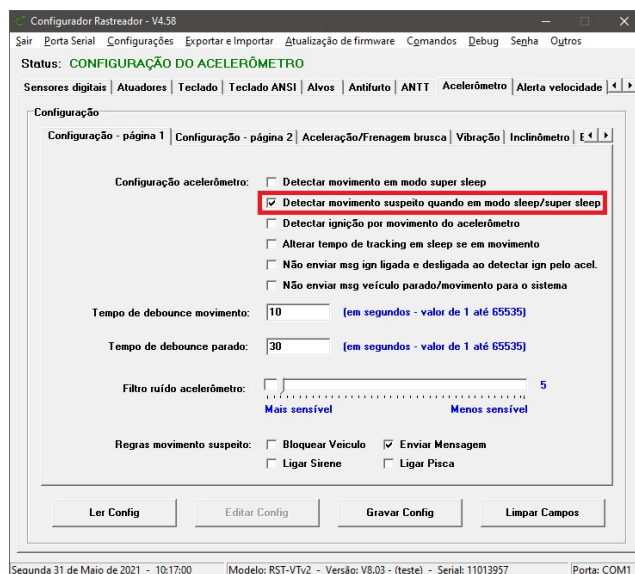 Configurador Rastreador - V4.58
Sair Porta Serial Configurações Exportar e Importar Atualização de firmware Comandos Debug Senha Outros
Status: CONFIGURAÇÃO DO ACELERÔMETRO
Sensores digitais Atuadores Teclado Teclado ANSI Alvos Antifurto ANTT Acelerômetro Alerta velocidade
Configuração
Configuração - página 1 Configuração - página 2 Aceleração/Frenagem brusca Vibração Inclinômetro
Configuração acelerômetro: Detectar movimento em modo super sleep
Detectar movimento suspeito quando em modo sleep/super sleep
Detectar ignição por movimento do acelerômetro
Alterar tempo de tracking em sleep se em movimento
Não enviar msg ign ligada e desligada ao detectar ign pelo acel.
Não enviar msg veículo parado/movimento para o sistema
Tempo de debounce movimento: 10 (em segundos - valor de 1 até 65535)
Tempo de debounce parado: 30 (em segundos - valor de 1 até 65535)
Filtro ruído acelerômetro: 5
Mais sensível Menos sensível
Regras movimento suspeito: Bloquear Veiculo Enviar Mensagem
Ligar Sirene Ligar Pisca
Ler Config Editar Config Gravar Config Limpar Campos
Segunda 31 de Maio de 2021 - 10:17:00 Modelo: RST-VTv2 - Versão: V8.03 - (teste) - Serial: 11013957 Porta: COM1